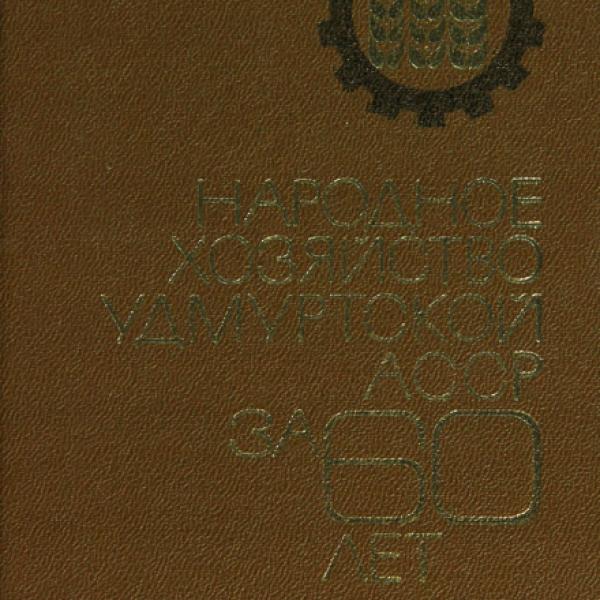 НАРОДНОЕ
ХОЗЯЙСТВО
УДМУРТСКОЙ
АССР
ЗА 60
ЛЕТ